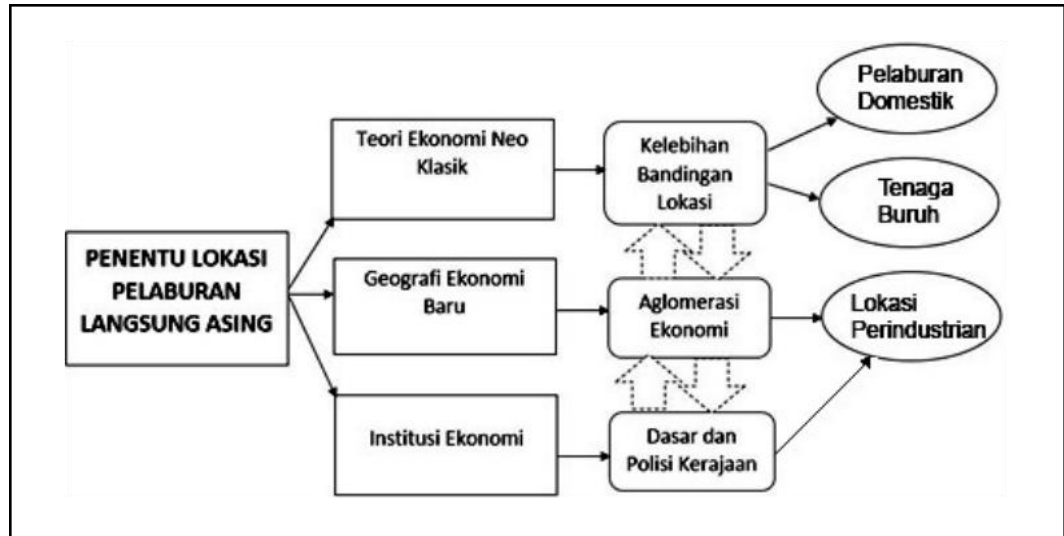 PENENTU LOKASI
PELABURAN
LANGSUNG ASING
Teori Ekonomi Neo
Klasik
Geografi Ekonomi
Baru
Institusi Ekonomi
Kelebihan
Bandingan
Lokasi
Aglomerasi
Ekonomi
Dasar dan
Polisi Kerajaan
Pelaburan
Domestik
Tenaga
Buruh
Lokasi
Perindustrian